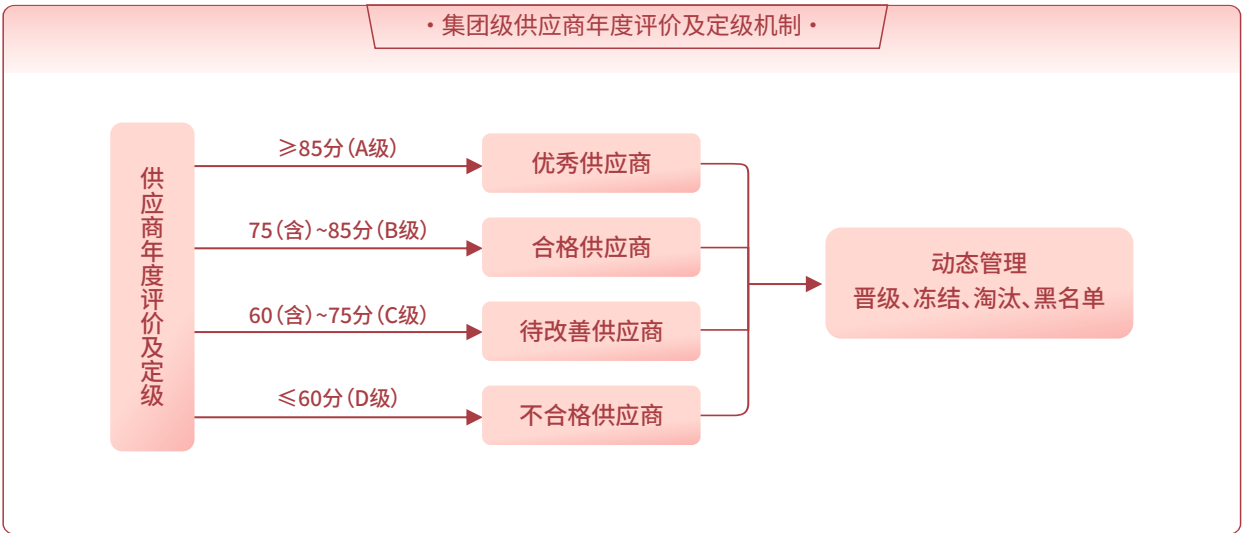 ·集团级供应商年度评价及定级机制·
供应商年度评价及定级
≥85分(A级)
优秀供应商
75(含)~85分(B级)
合格供应商
60(含)~75分(C级)
待改善供应商
≤60分(D级)
不合格供应商
动态管理
晋级、冻结、淘汰、黑名单